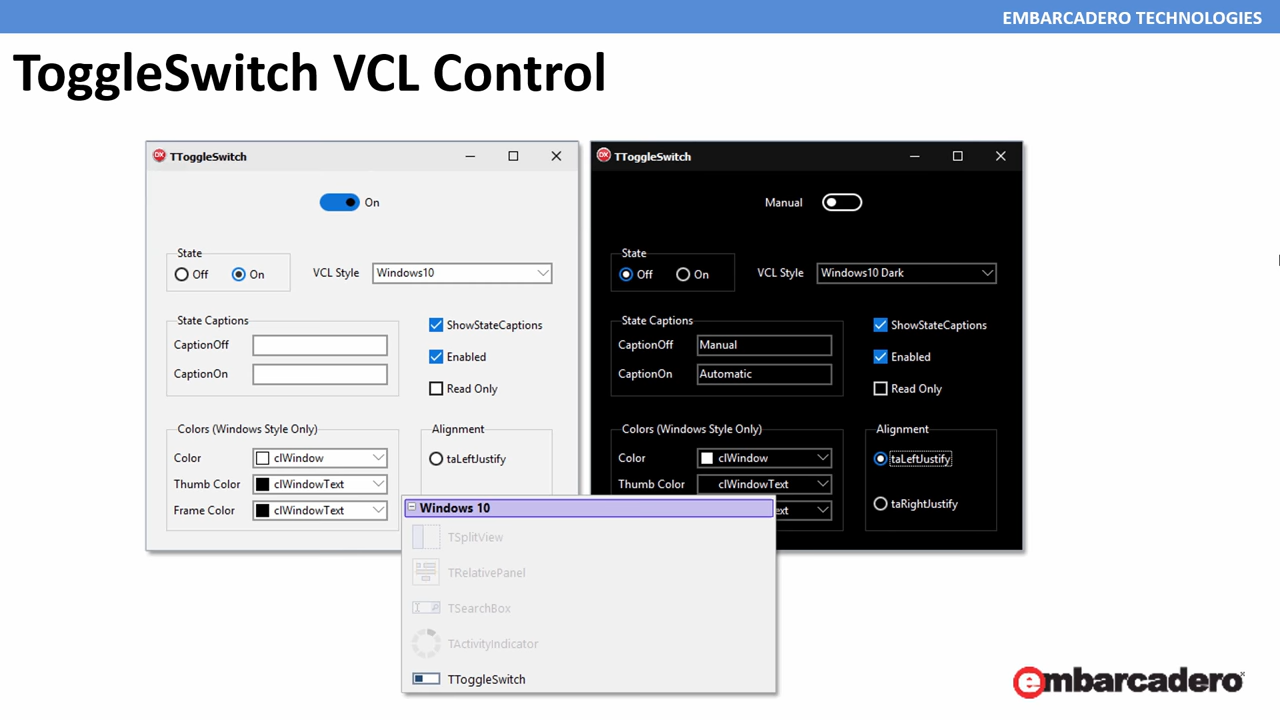 EMBARCADERO TECHNOLOGIES
ToggleSwitch VCL Control
DX TToggleSwitch
On
State
Off On
VCL Style Windows10
State Captions
CaptionOff
CaptionOn
ShowStateCaptions
Enabled
Read Only
Colors (Windows Style Only)
Color clWindow
Thumb Color clWindowText
Frame Color clWindowText
Alignment
taLeftJustify
DX TToggleSwitch
Manual
State
Off On
VCL Style Windows10 Dark
State Captions
CaptionOff Manual
CaptionOn Automatic
ShowStateCaptions
Enabled
Read Only
Colors (Windows Style Only)
Color clWindow
Thumb Color clWindowText
Alignment
taLeftJustify
taRightJustify
Windows 10
TSplitView
TRelativePanel
TSearchBox
TActivityIndicator
TToggleSwitch
embarcadero